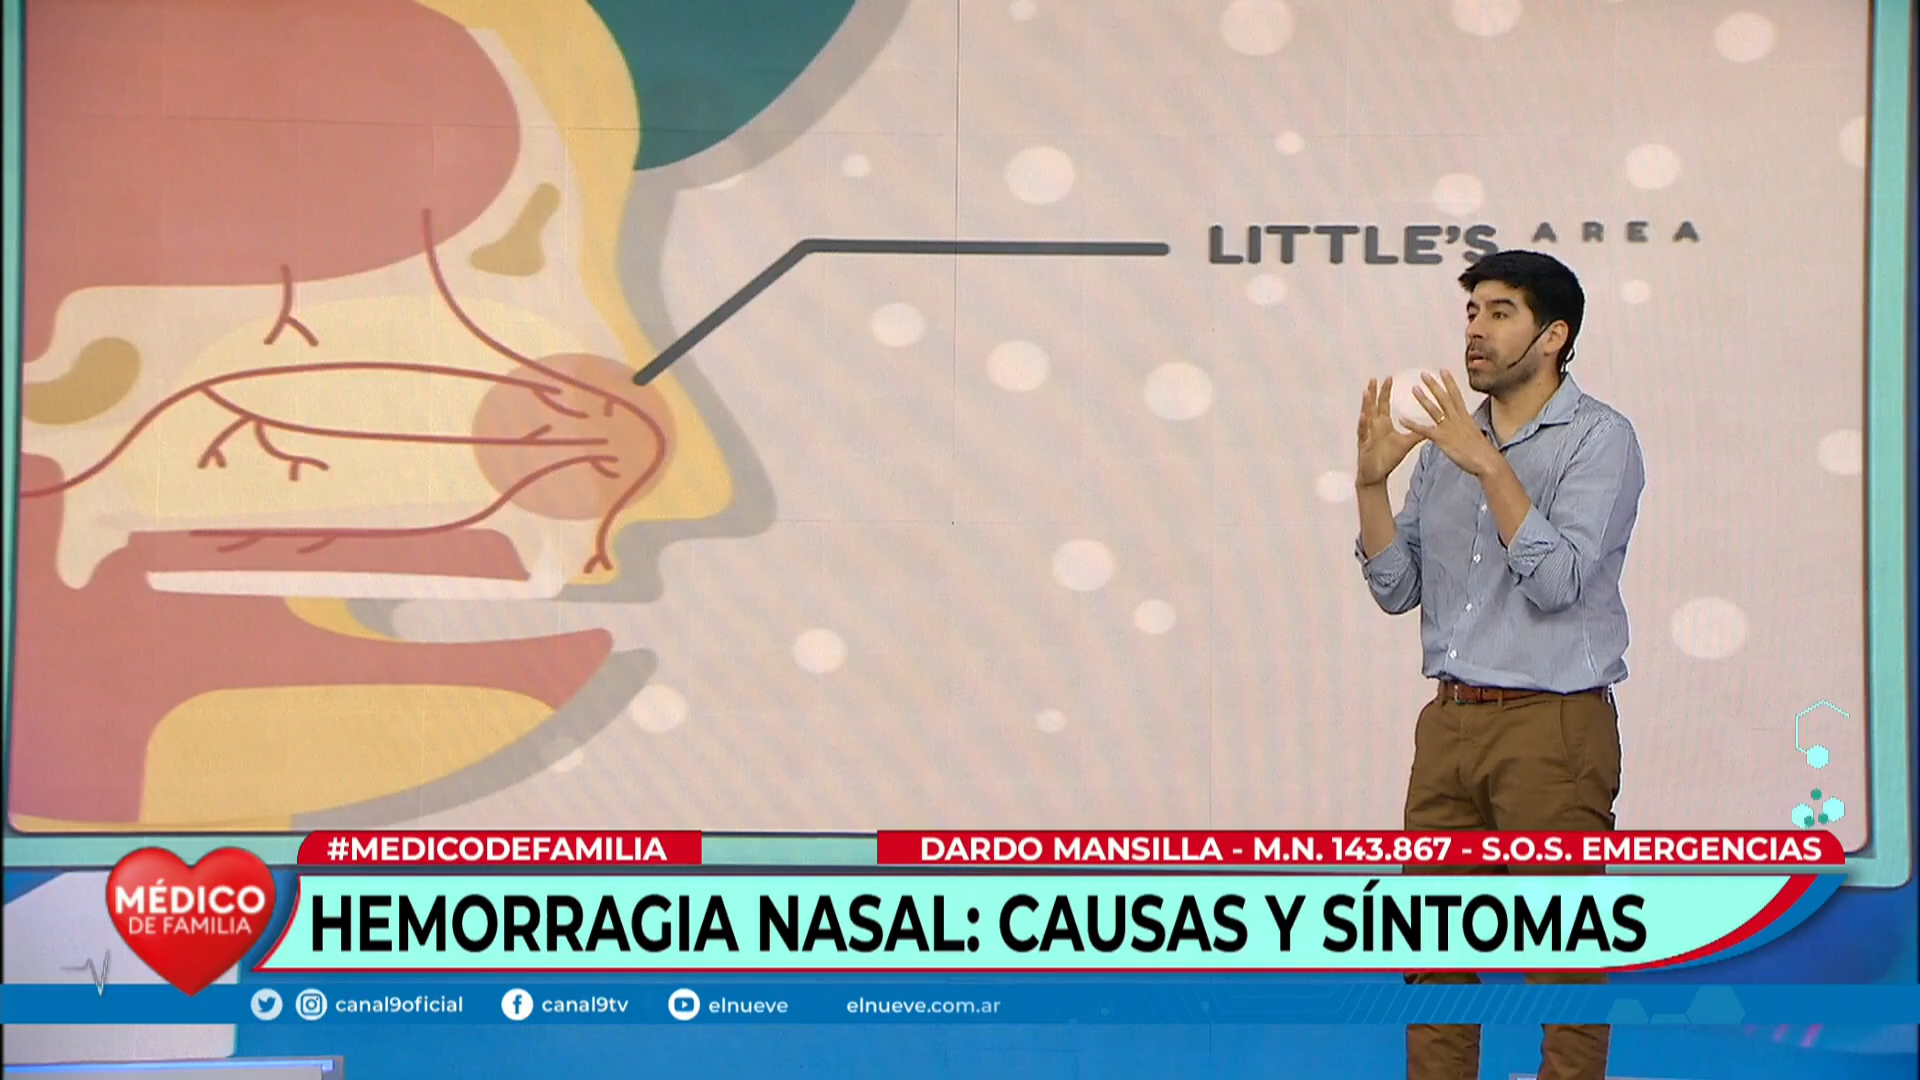 LITTLE'S AREA
#MEDICODEFAMILIA
DARDO MANSILLA - M.N. 143.867 - S.O.S. EMERGENCIAS
MÉDICO
DE FAMILIA
HEMORRAGIA NASAL: CAUSAS Y SÍNTOMAS
canal9oficial
canal9tv
elnueve
elnueve.com.ar